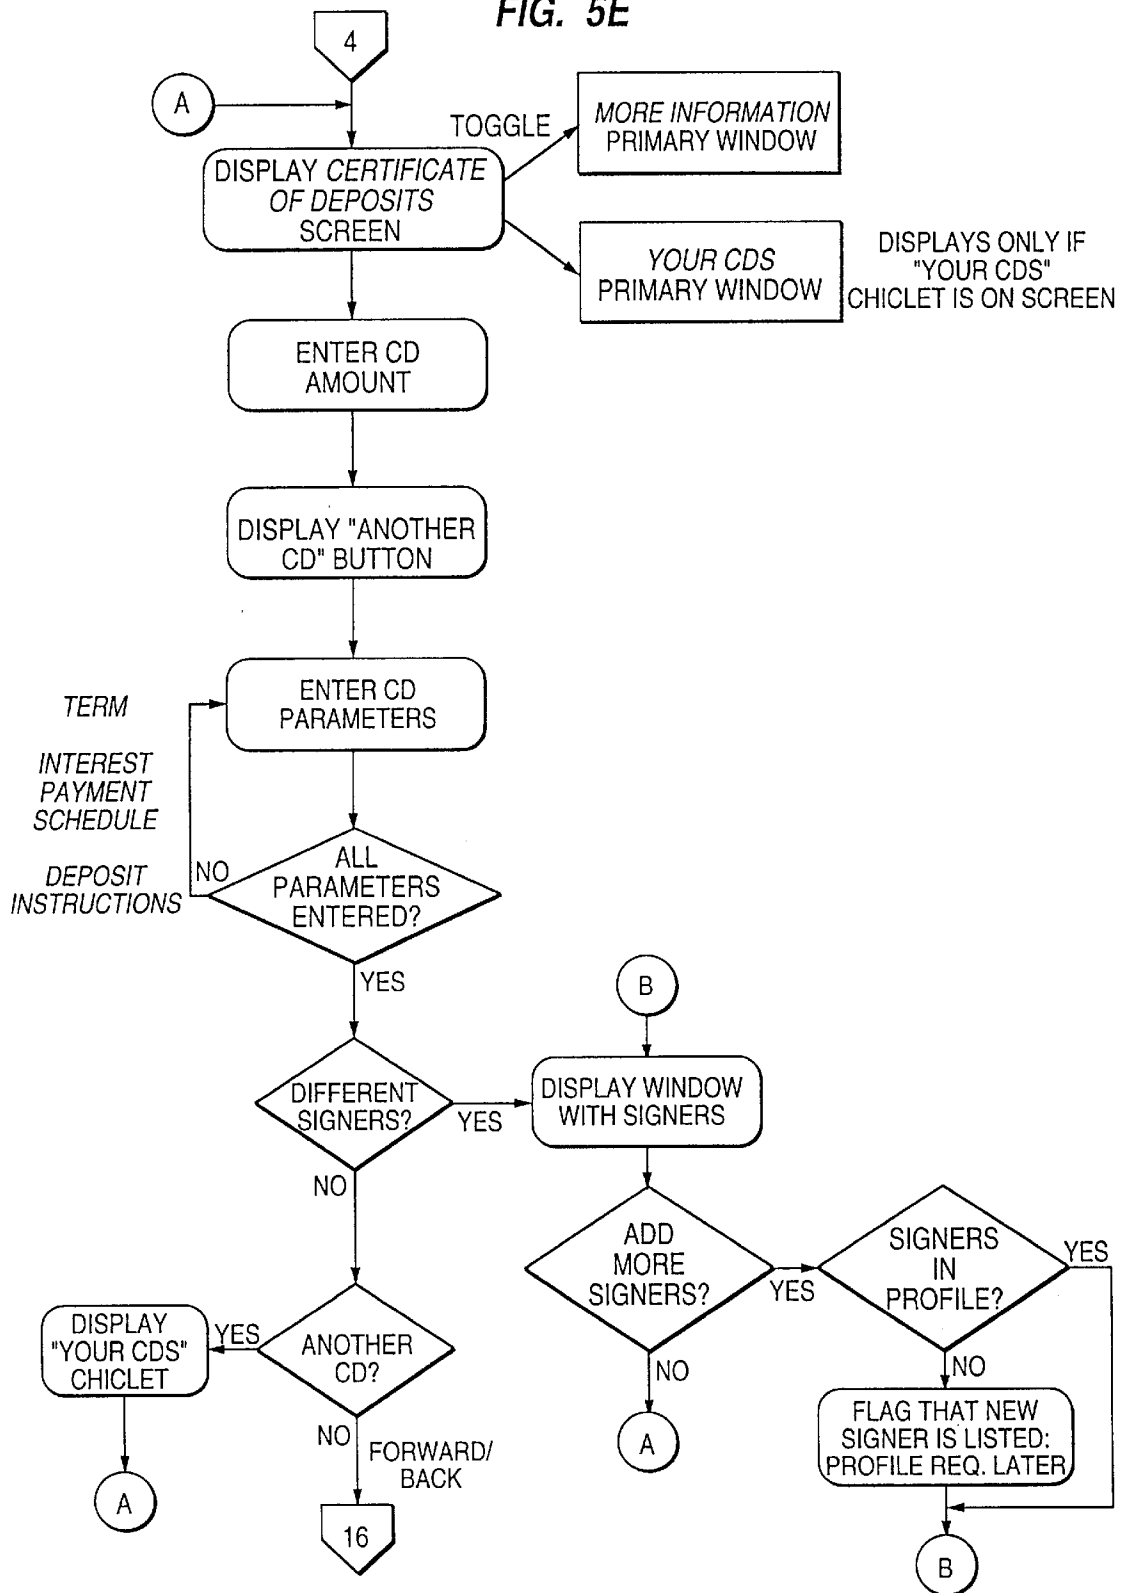 FIG. 5E
4
A
TOGGLE
MORE INFORMATION
PRIMARY WINDOW
DISPLAY CERTIFICATE
OF DEPOSITS
SCREEN
YOUR CDS
PRIMARY WINDOW
DISPLAYS ONLY IF
"YOUR CDS"
CHICLET IS ON SCREEN
ENTER CD
AMOUNT
DISPLAY "ANOTHER
CD" BUTTON
ENTER CD
PARAMETERS
TERM
INTEREST
PAYMENT
SCHEDULE
DEPOSIT
INSTRUCTIONS
NO
ALL
PARAMETERS
ENTERED?
YES
B
DIFFERENT
SIGNERS?
YES
DISPLAY WINDOW
WITH SIGNERS
NO
ADD
MORE
SIGNERS?
YES
SIGNERS
IN
PROFILE?
YES
DISPLAY
"YOUR CDS"
CHICLET
YES
ANOTHER
CD?
NO
NO
FLAG THAT NEW
SIGNER IS LISTED:
PROFILE REQ. LATER
NO
FORWARD/
BACK
A
A
16
B